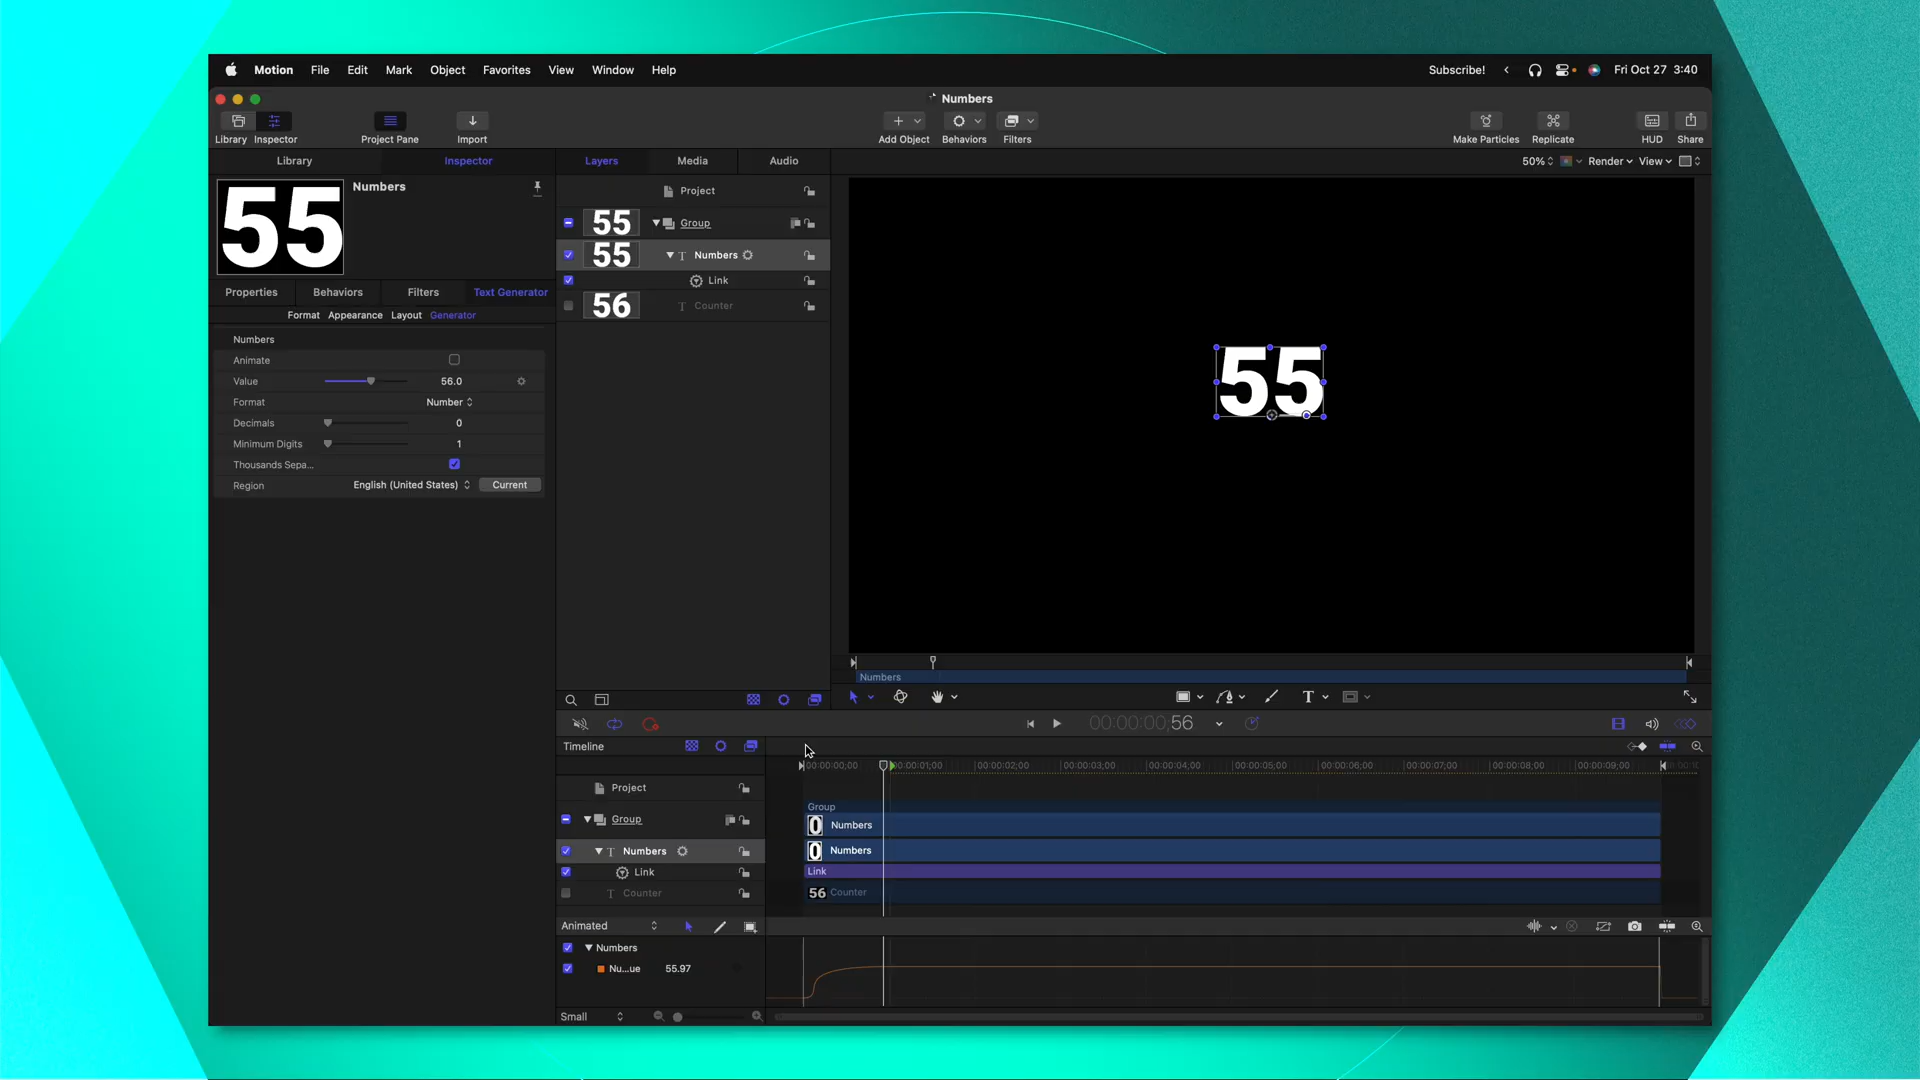 Motion File Edit Mark Object Favorites View Window Help Subscribe! Fri Oct 27 3:40
Numbers
Library Inspector Project Pane Import Add Object Behaviors Filters Make Particles Replicate HUD Share
Library Inspector Layers Media Audio 50% Render View
55 Numbers
Properties Behaviors Filters Text Generator
Format Appearance Layout Generator
Numbers
Animate
Value 56.0
Format Number
Decimals 0
Minimum Digits 1
Thousands Sepa...
Region English (United States) Current
Project
55 Group
55 Numbers
Link
56 Counter
55
Numbers
00:00:00;56
Timeline
00:00:00;00 00:00:01;00 00:00:02;00 00:00:03;00 00:00:04;00 00:00:05;00 00:00:06;00 00:00:07;00 00:00:08;00 00:00:09;00
Project
Group
Group
0 Numbers
Numbers 0 Numbers
Link Link
Counter 56 Counter
Animated
Numbers
Nu...ue 55.97
Small